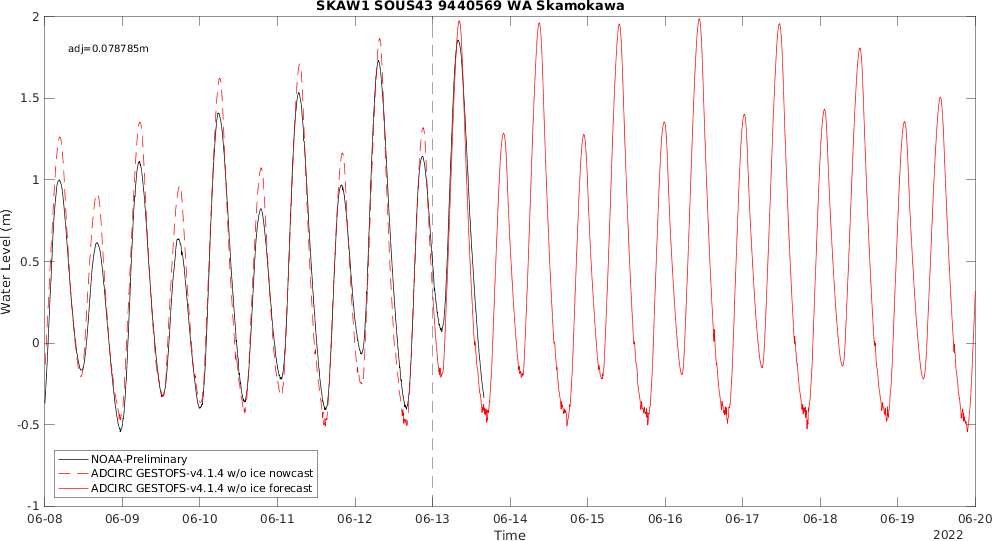 SKAW1 SOUS43 9440569 WA Skamokawa
adj=0.078785m
Water Level (m)
2
1.5
1
0.5
0
-0.5
-1
NOAA-Preliminary
ADCIRC GESTOFS-v4.1.4 w/o ice nowcast
ADCIRC GESTOFS-v4.1.4 w/o ice forecast
06-08 06-09 06-10 06-11 06-12 06-13 06-14 06-15 06-16 06-17 06-18 06-19 06-20
Time
2022